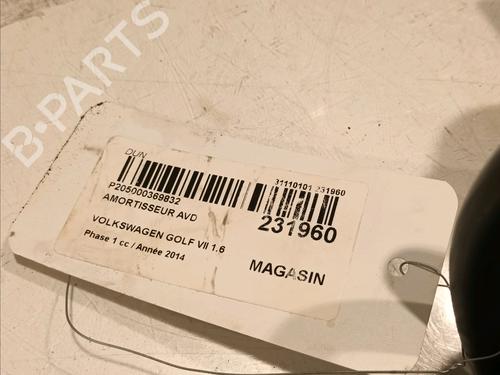 B-PARTS
DUN
31110101 231960
P205000369832
AMORTISSEUR AVD
231960
VOLKSWAGEN GOLF VII 1.6
Phase 1 cc / Année 2014
MAGASIN